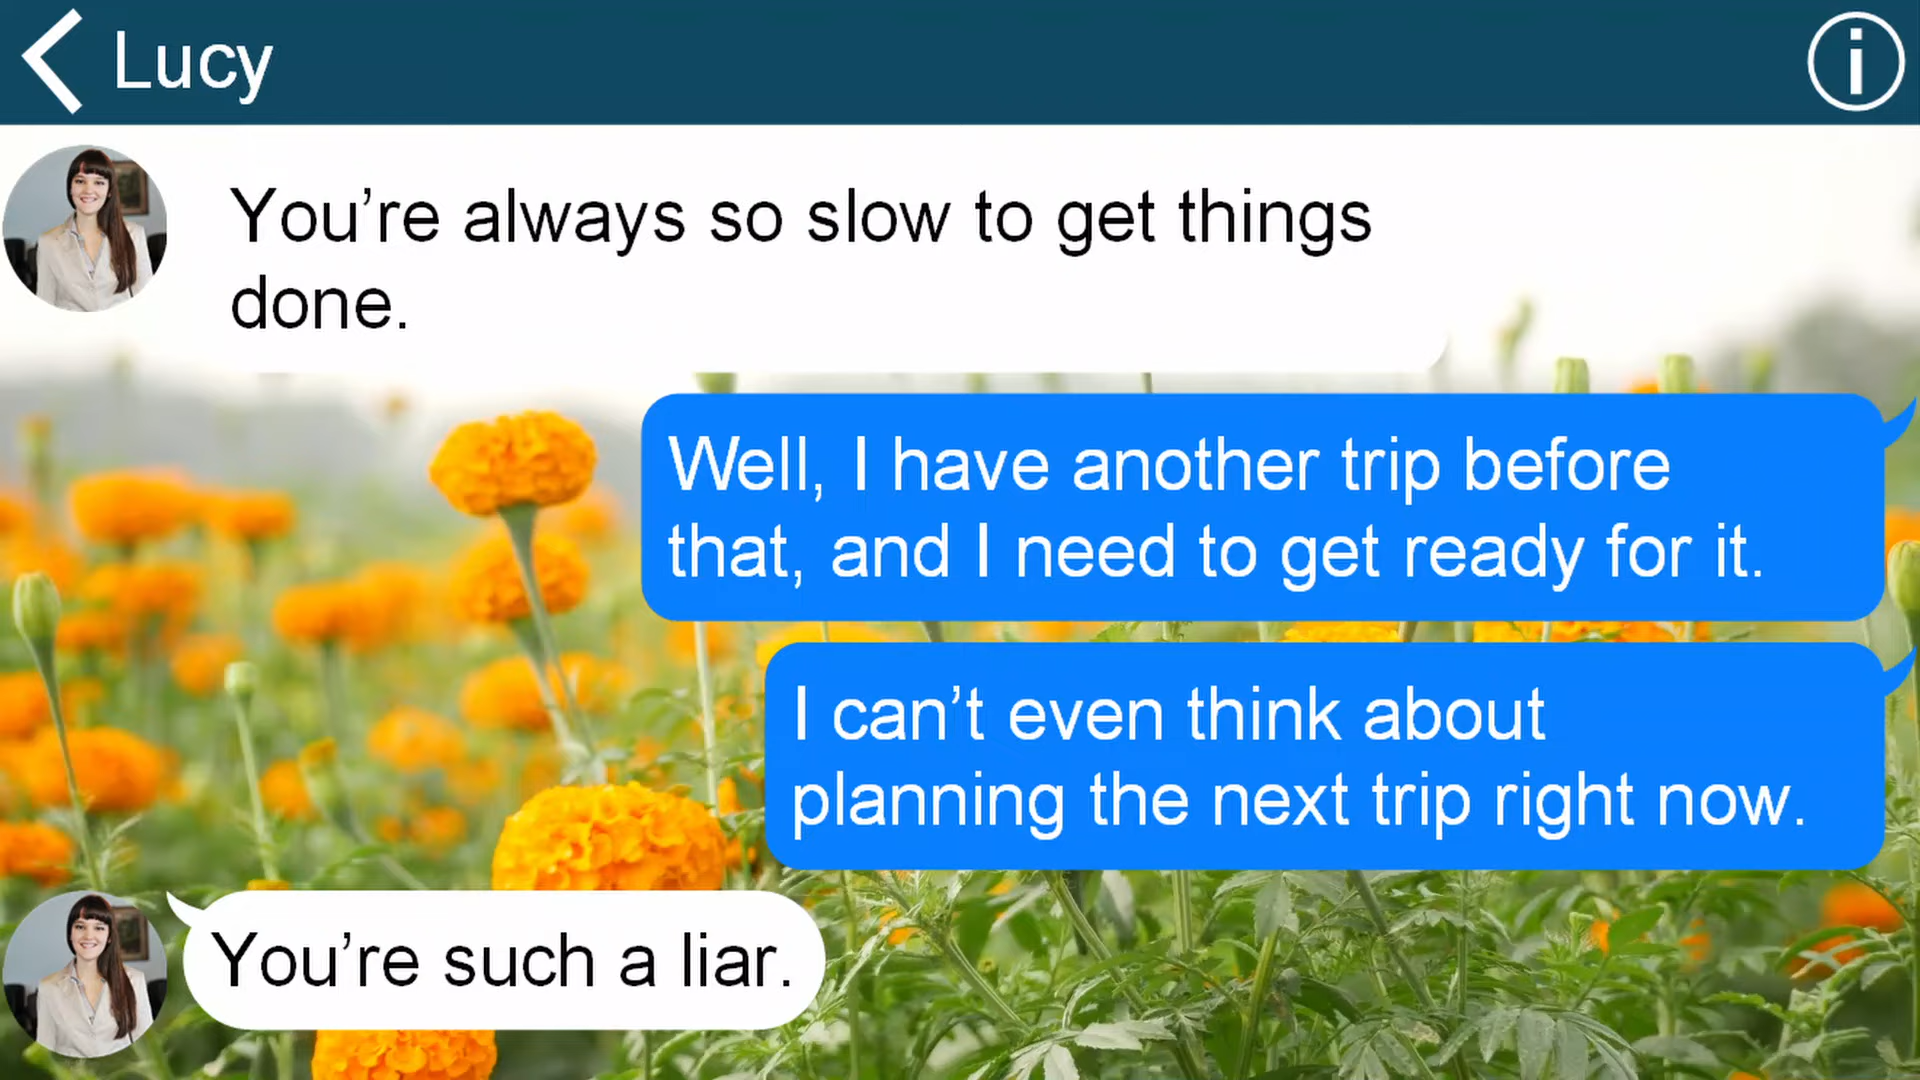 Lucy
You’re always so slow to get things
done.
Well, I have another trip before
that, and I need to get ready for it.
I can’t even think about
planning the next trip right now.
You’re such a liar.